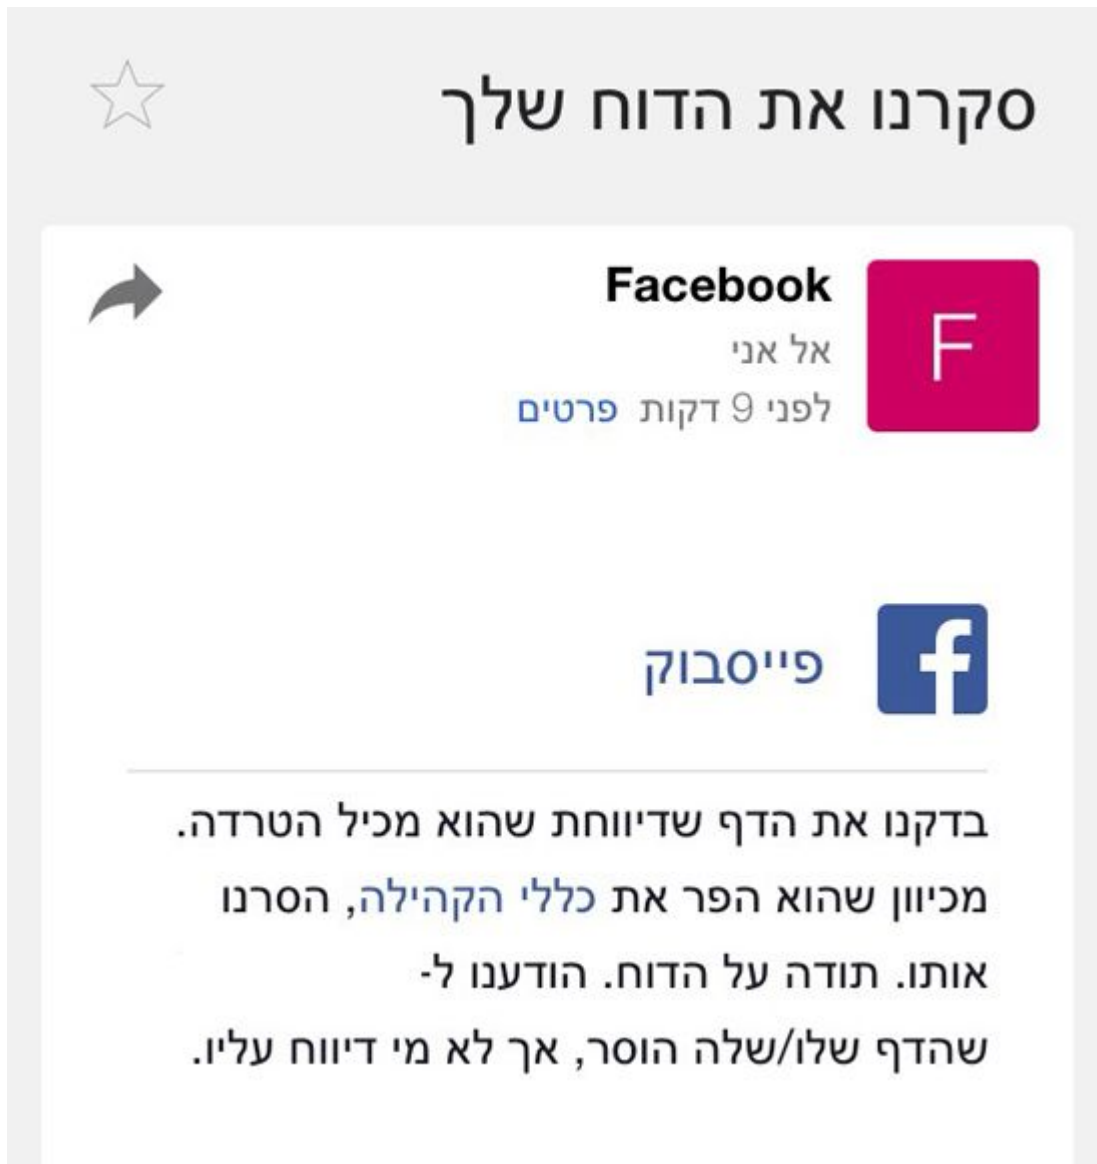 סקרנו את הדוח שלך
Facebook
F
אל אני
לפני 9 דקות פרטים
פייסבוק
בדקנו את הדף שדיווחת שהוא מכיל הטרדה.
מכיוון שהוא הפר את כללי הקהילה, הסרנו
אותו. תודה על הדוח. הודענו ל-
שהדף שלו/שלה הוסר, אך לא מי דיווח עליו.